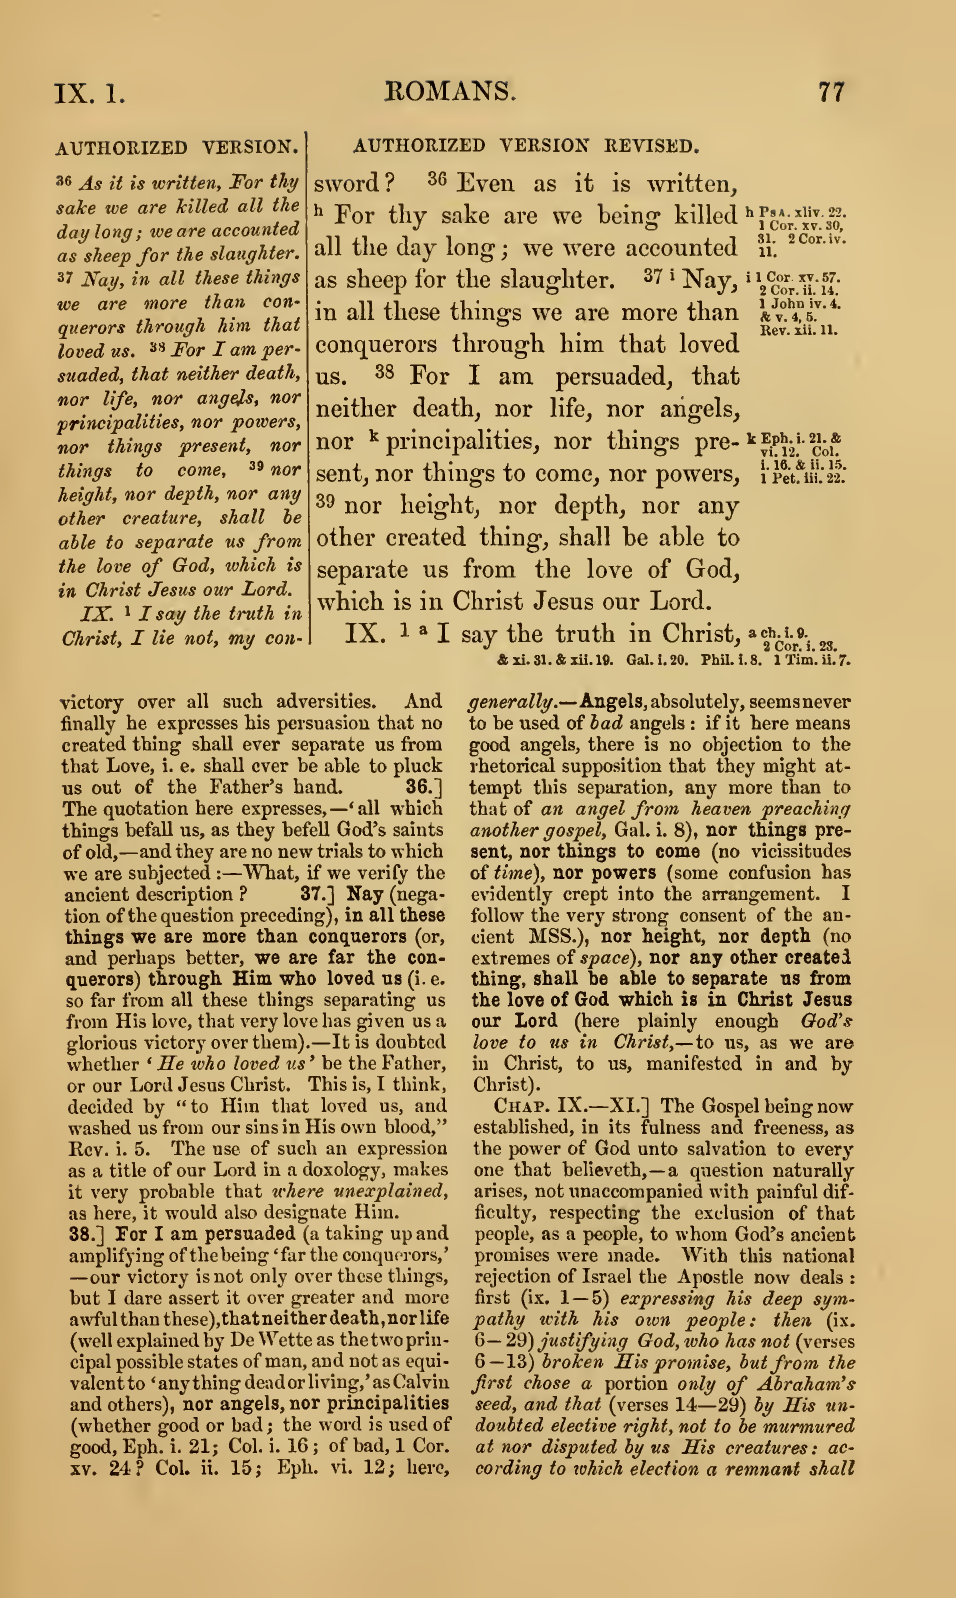 IX. 1.
ROMANS.
77
AUTHORIZED VERSION.
36 As it is written, For thy
sake we are killed all the
day long; we are accounted
as sheep for the slaughter.
37 Nay, in all these things
we are more than con-
querors through him that
loved us. 38 For I am per-
suaded, that neither death,
nor life, nor angels, nor
principalities, nor powers,
nor things present, nor
things to come, 39 nor
height, nor depth, nor any
other creature, shall be
able to separate us from
the love of God, which is
in Christ Jesus our Lord.
IX. 1 I say the truth in
Christ, I lie not, my con-
AUTHORIZED VERSION REVISED.
sword? 36 Even as it is written,
h For thy sake are we being killed
all the day long; we were accounted
as sheep for the slaughter. 37 i Nay,
in all these things we are more than
conquerors through him that loved
us. 38 For I am persuaded, that
neither death, nor life, nor angels,
nor k principalities, nor things pre-
sent, nor things to come, nor powers,
39 nor height, nor depth, nor any
other created thing, shall be able to
separate us from the love of God,
which is in Christ Jesus our Lord.
IX. 1 a I say the truth in Christ,
h PSA. xliv. 22.
1 Cor. xv. 30,
31. 2 Cor. iv.
11.
i 1 Cor. xv. 57.
2 Cor. ii. 14.
1 John iv. 4.
& v. 4, 5.
Rev. xii. 11.
k Eph. i. 21. &
vi. 12. Col.
i. 16. & ii. 15.
1 Pet. iii. 22.
a ch. i. 9.
2 Cor. i. 23.
& xi. 31. & xii. 19. Gal. i. 20. Phil. i. 8. 1 Tim. ii. 7.
victory over all such adversities. And
finally he expresses his persuasion that no
created thing shall ever separate us from
that Love, i. e. shall ever be able to pluck
us out of the Father's hand. 36.]
The quotation here expresses,—'all which
things befall us, as they befell God's saints
of old,—and they are no new trials to which
we are subjected:—What, if we verify the
ancient description? 37.] Nay (nega-
tion of the question preceding), in all these
things we are more than conquerors (or,
and perhaps better, we are far the con-
querors) through Him who loved us (i. e.
so far from all these things separating us
from His love, that very love has given us a
glorious victory over them).—It is doubted
whether 'He who loved us' be the Father,
or our Lord Jesus Christ. This is, I think,
decided by "to Him that loved us, and
washed us from our sins in His own blood,"
Rev. i. 5. The use of such an expression
as a title of our Lord in a doxology, makes
it very probable that where unexplained,
as here, it would also designate Him.
38.] For I am persuaded (a taking up and
amplifying of the being 'far the conquerors,'
—our victory is not only over these things,
but I dare assert it over greater and more
awful than these), that neither death, nor life
(well explained by De Wette as the two prin-
cipal possible states of man, and not as equi-
valent to 'any thing dead or living,' as Calvin
and others), nor angels, nor principalities
(whether good or bad; the word is used of
good, Eph. i. 21; Col. i. 16; of bad, 1 Cor.
xv. 24? Col. ii. 15; Eph. vi. 12; here,
generally.—Angels, absolutely, seems never
to be used of bad angels: if it here means
good angels, there is no objection to the
rhetorical supposition that they might at-
tempt this separation, any more than to
that of an angel from heaven preaching
another gospel, Gal. i. 8), nor things pre-
sent, nor things to come (no vicissitudes
of time), nor powers (some confusion has
evidently crept into the arrangement. I
follow the very strong consent of the an-
cient MSS.), nor height, nor depth (no
extremes of space), nor any other created
thing, shall be able to separate us from
the love of God which is in Christ Jesus
our Lord (here plainly enough God's
love to us in Christ,—to us, as we are
in Christ, to us, manifested in and by
Christ).
CHAP. IX.—XI.] The Gospel being now
established, in its fulness and freeness, as
the power of God unto salvation to every
one that believeth,—a question naturally
arises, not unaccompanied with painful dif-
ficulty, respecting the exclusion of that
people, as a people, to whom God's ancient
promises were made. With this national
rejection of Israel the Apostle now deals:
first (ix. 1—5) expressing his deep sym-
pathy with his own people: then (ix.
6—29) justifying God, who has not (verses
6—13) broken His promise, but from the
first chose a portion only of Abraham's
seed, and that (verses 14—29) by His un-
doubted elective right, not to be murmured
at nor disputed by us His creatures: ac-
cording to which election a remnant shall